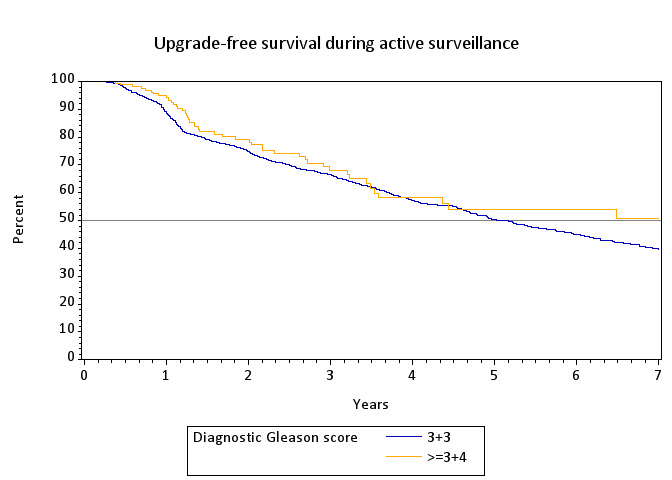 Upgrade-free survival during active surveillance
100
90
80
70
60
50
40
30
20
10
0
Percent
0 1 2 3 4 5 6 7
Years
Diagnostic Gleason score 3+3
>=3+4